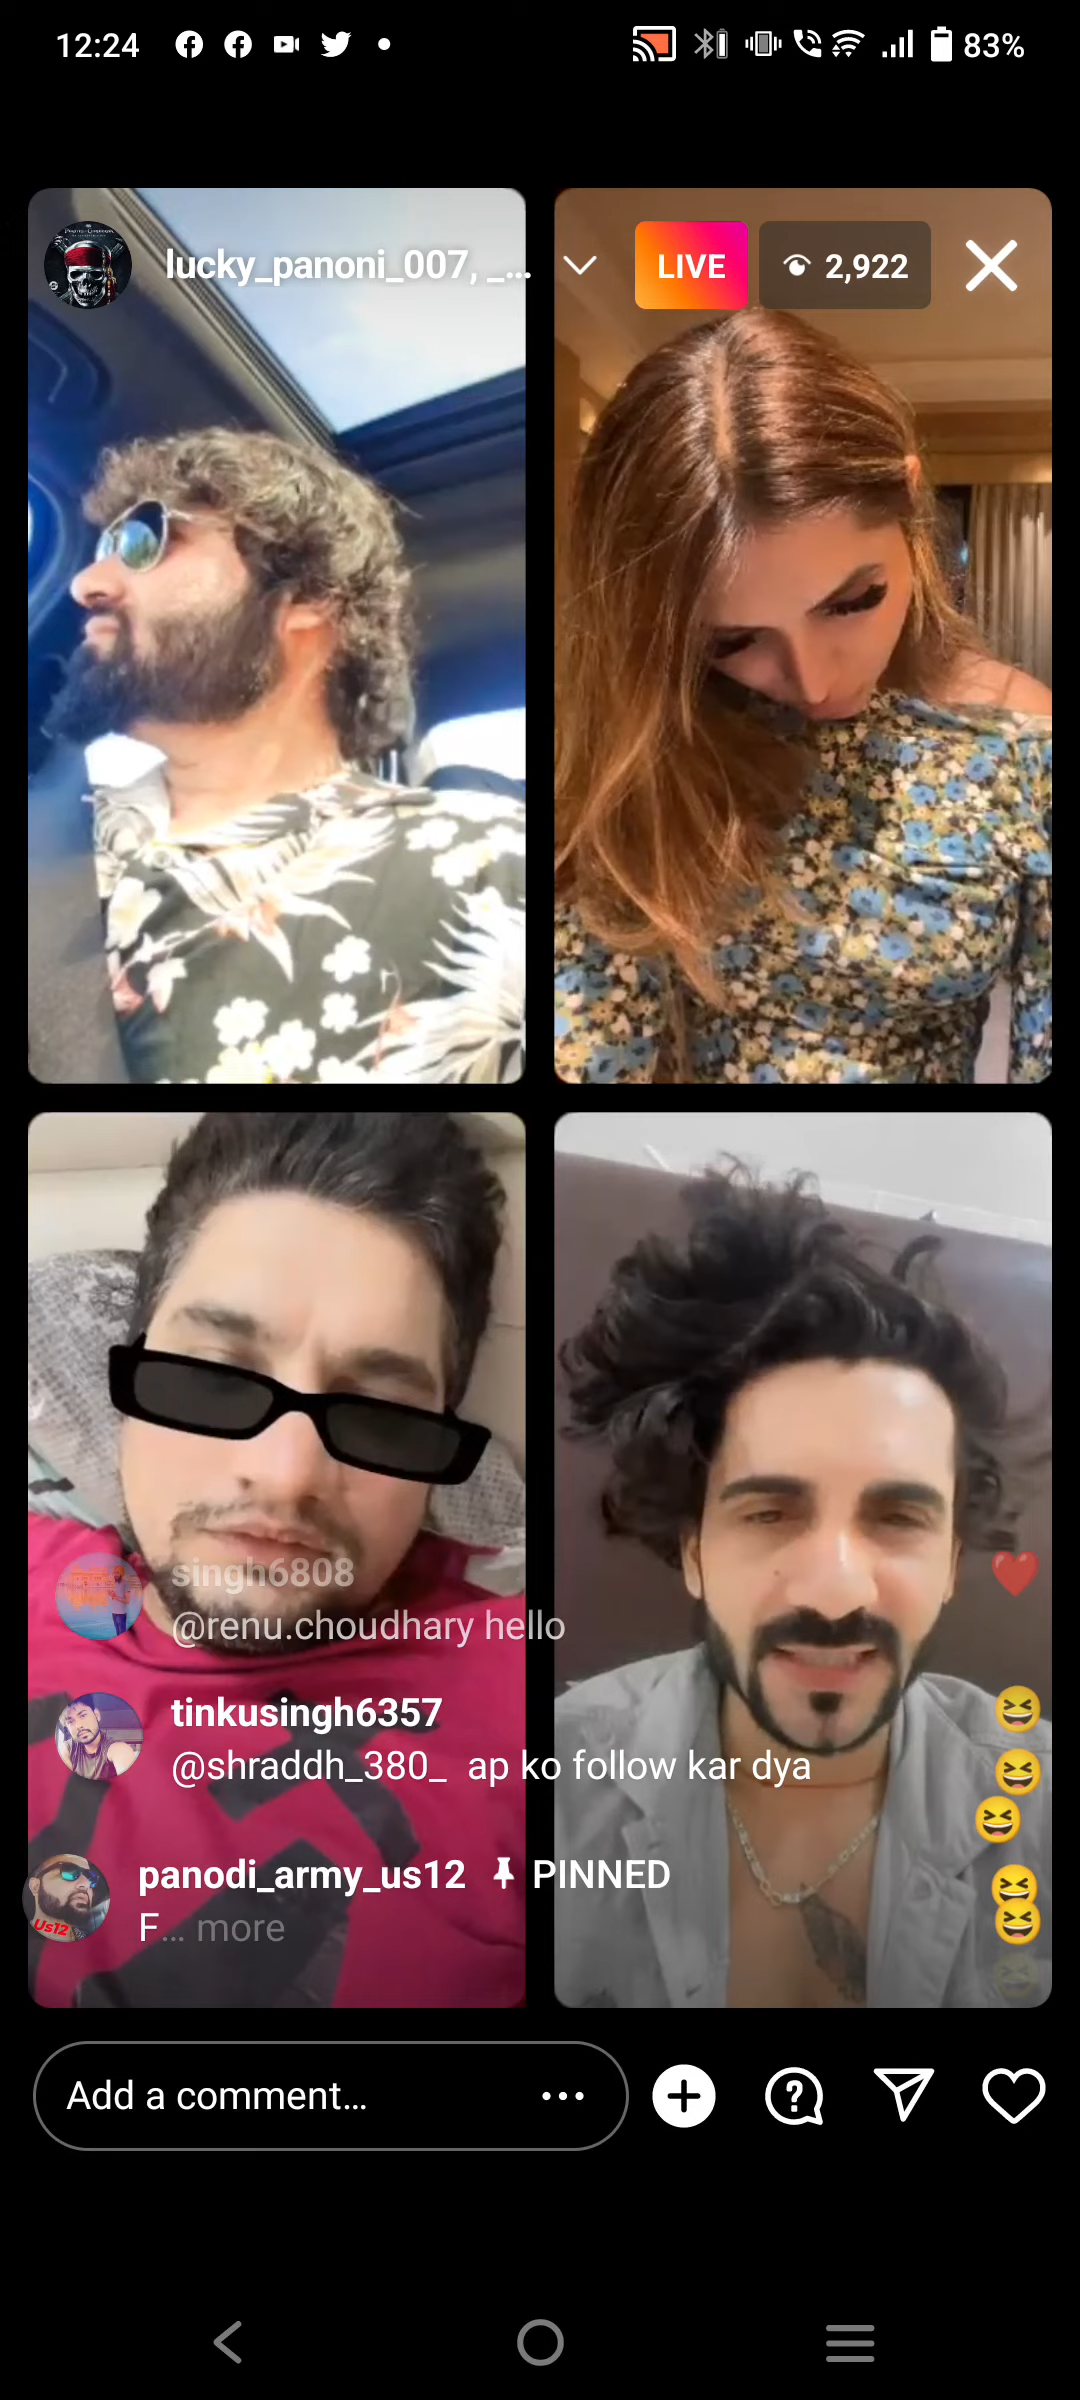 12:24
83%
lucky_panoni_007, _...
LIVE
2,922
singh6808
@renu.choudhary hello
tinkusingh6357
@shraddh_380_ ap ko follow kar dya
panodi_army_us12 PINNED
F... more
Us12
Add a comment...